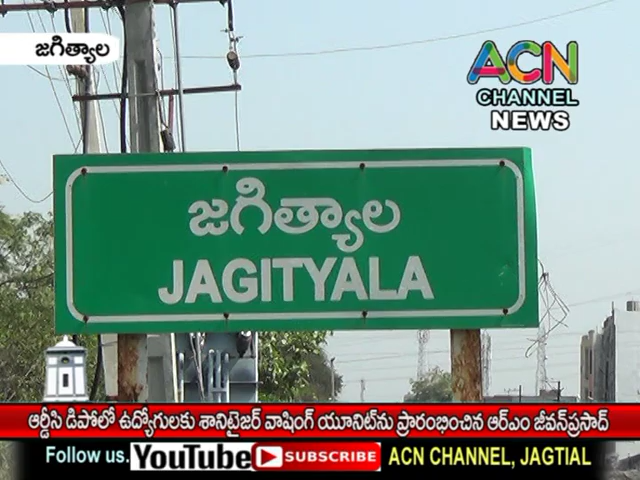 జగిత్యాల
ACN
CHANNEL
NEWS
జగిత్యాల
JAGITYALA
ఆర్టీసి డిపోలో ఉద్యోగులకు శానిటైజర్ వాషింగ్ యూనిట్‌ను ప్రారంభించిన ఆర్ఎం జీవన్‌ప్రసాద్
Follow us. YouTube SUBSCRIBE ACN CHANNEL, JAGTIAL